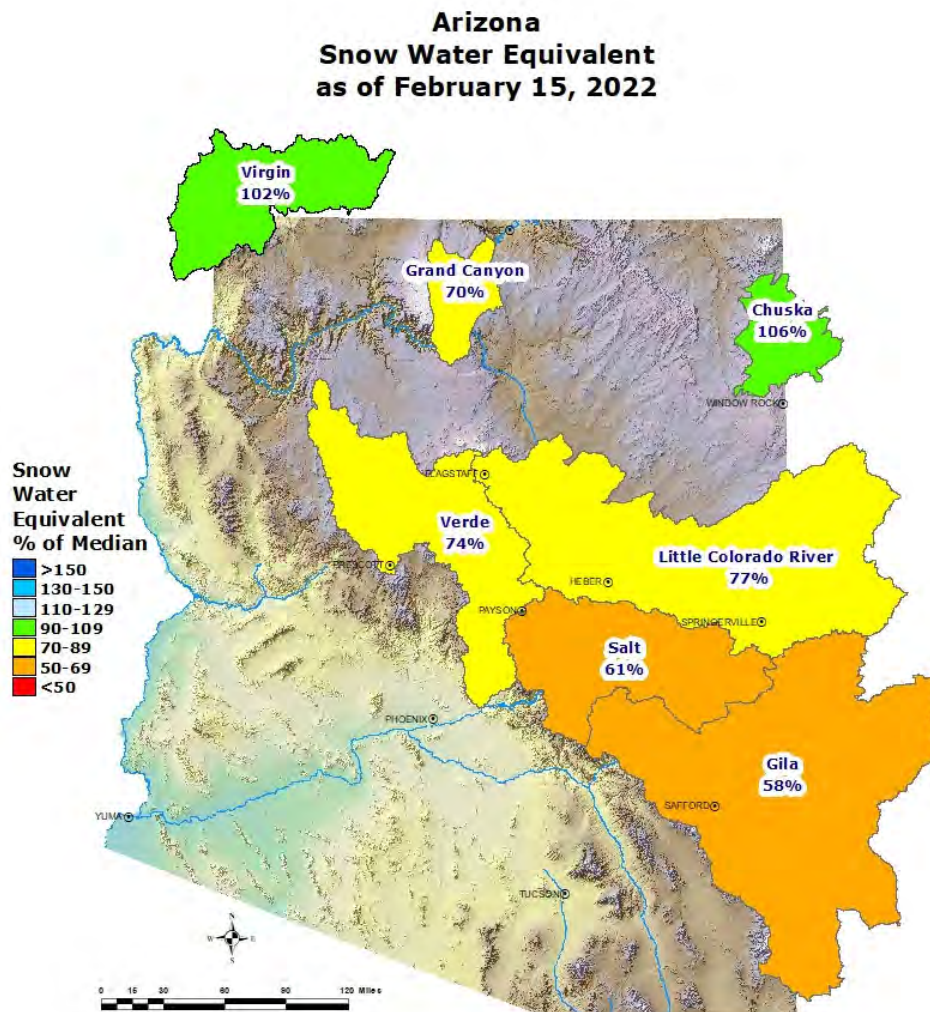 Arizona
Snow Water Equivalent
as of February 15, 2022
Virgin
102%
PAGE
Grand Canyon
70%
Chuska
106%
WINDOW ROCK
FLAGSTAFF
Verde
74%
Little Colorado River
77%
PRESCOTT
HEBER
PAYSON
SPRINGERVILLE
Salt
61%
PHOENIX
Gila
58%
SAFFORD
YUMA
TUCSON
Snow
Water
Equivalent
% of Median
>150
130-150
110-129
90-109
70-89
50-69
<50
N
W E
S
0 15 30 60 90 120 Miles